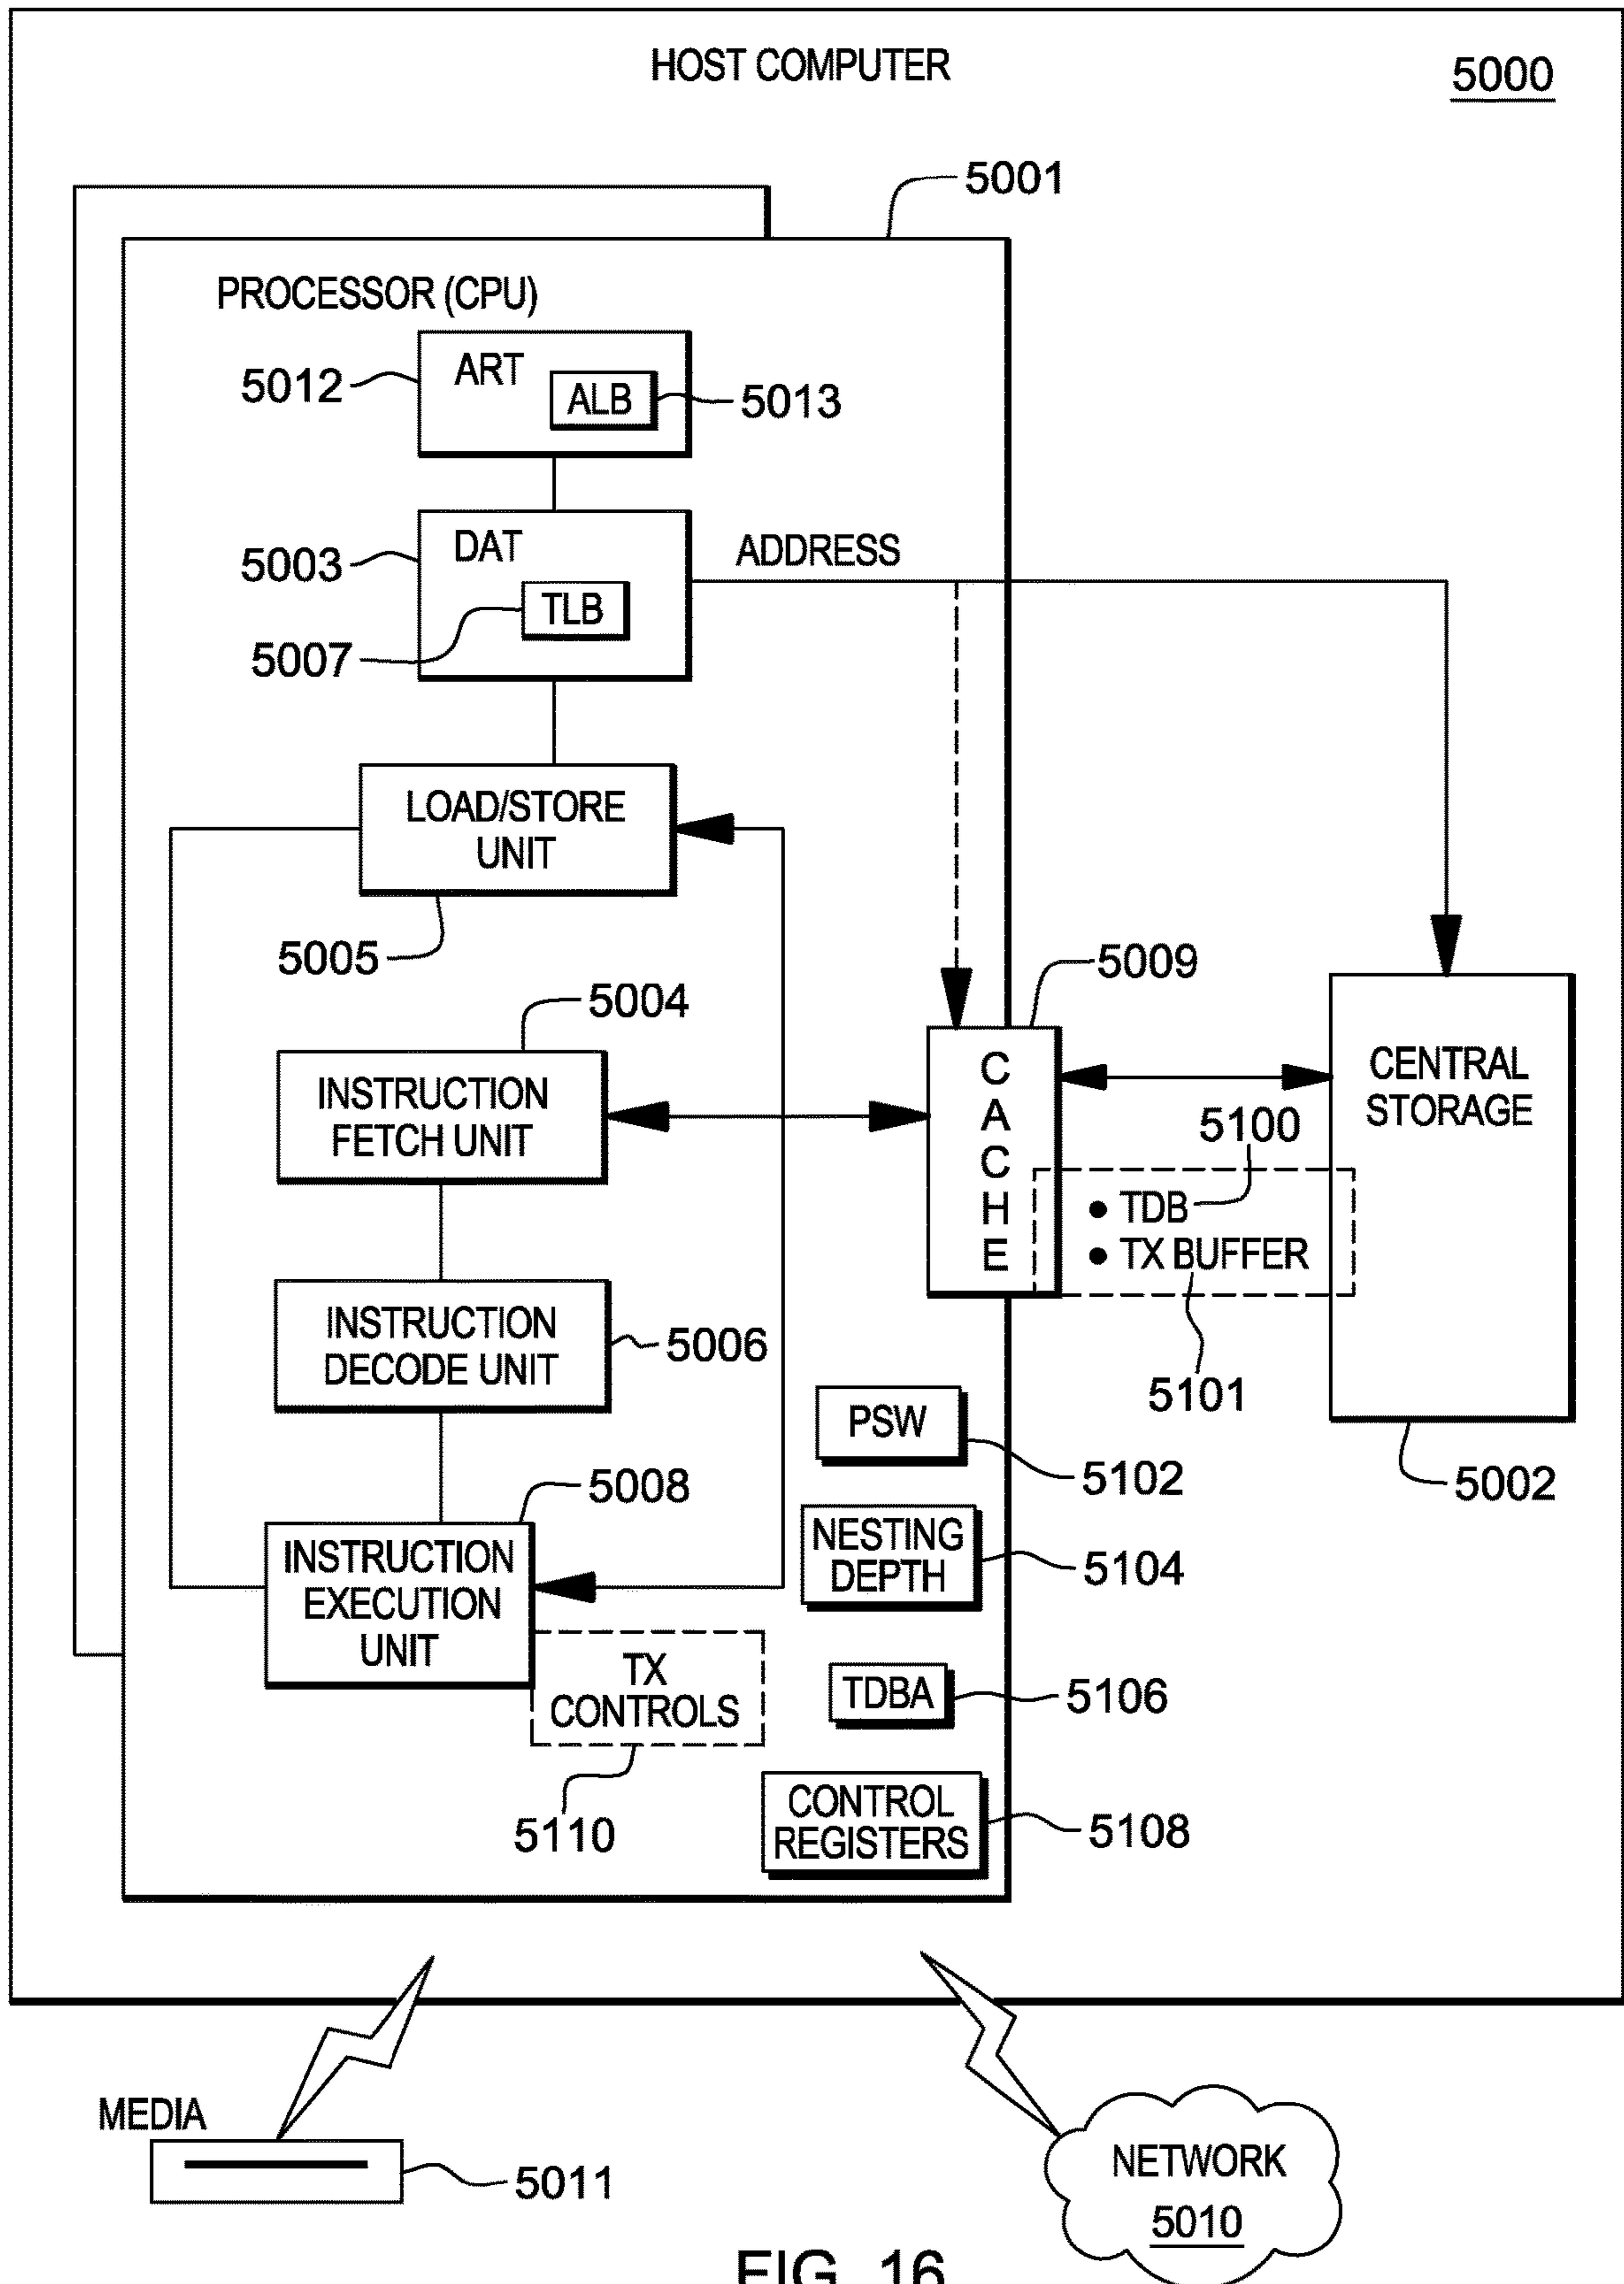 HOST COMPUTER
5000
5001
PROCESSOR (CPU)
ART
5012
ALB
5013
DAT
ADDRESS
5003
TLB
5007
LOAD/STORE
UNIT
5005
5009
5004
CACHE
CENTRAL
STORAGE
INSTRUCTION
FETCH UNIT
5100
• TDB
• TX BUFFER
INSTRUCTION
DECODE UNIT
5006
5101
PSW
5102
5002
5008
NESTING
DEPTH
5104
INSTRUCTION
EXECUTION
UNIT
TX
CONTROLS
TDBA
5106
5110
CONTROL
REGISTERS
5108
MEDIA
5011
NETWORK
5010
FIG. 16